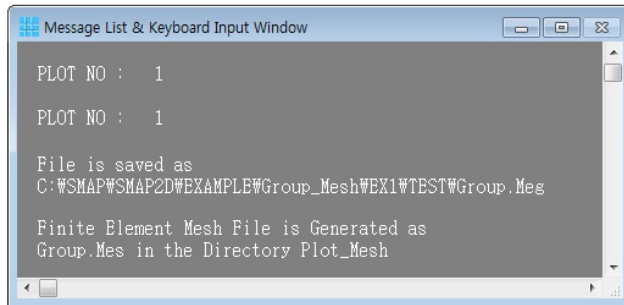 Message List & Keyboard Input Window
PLOT NO :   1
PLOT NO :   1
File is saved as
C:₩SMAP₩SMAP2D₩EXAMPLE₩Group_Mesh₩EX1₩TEST₩Group.Meg
Finite Element Mesh File is Generated as
Group.Mes in the Directory Plot_Mesh